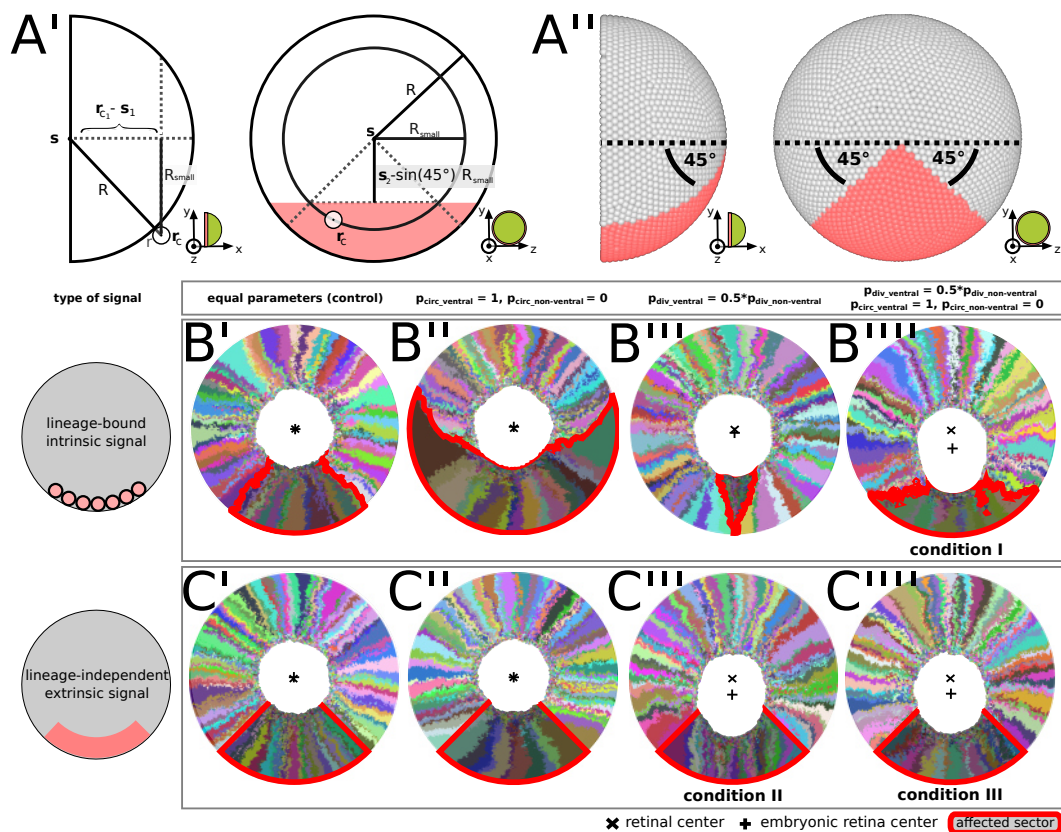 A' A''
r_c1 - s_1
s
R
R_small
r r_c
y
x
z
s
R
R_small
s_2-sin(45°) R_small
r_c
y
z
x
45°
y
x
z
45° 45°
y
z
x
type of signal
equal parameters (control)
p_circ_ventral = 1, p_circ_non-ventral = 0
p_div_ventral = 0.5*p_div_non-ventral
p_div_ventral = 0.5*p_div_non-ventral
p_circ_ventral = 1, p_circ_non-ventral = 0
B' B'' B''' B''''
lineage-bound
intrinsic signal
condition I
C' C'' C''' C''''
lineage-independent
extrinsic signal
condition II condition III
retinal center embryonic retina center affected sector